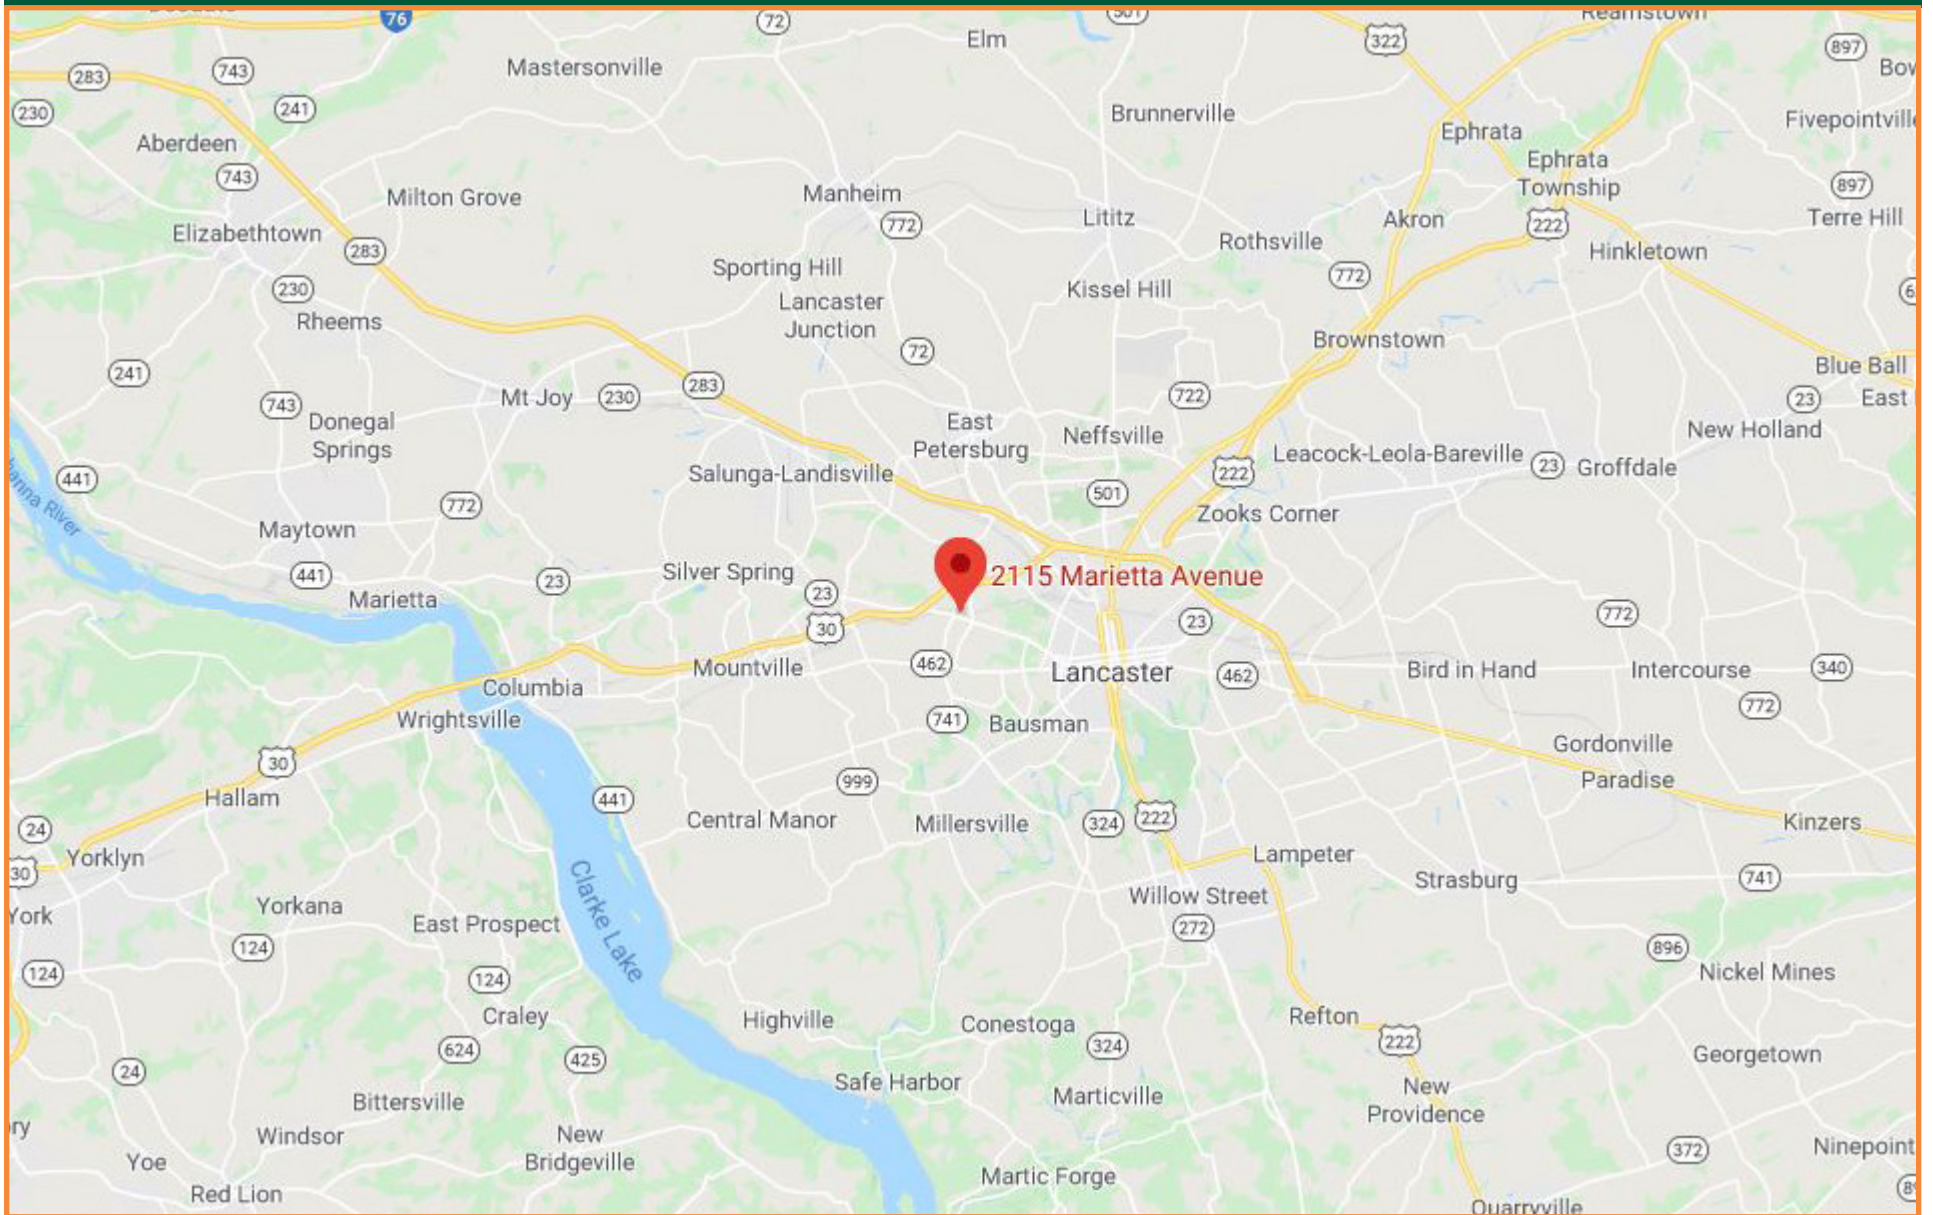 76
72
501
Elm
322
Reamstown
897
283
743
Mastersonville
230
241
Brunnerville
Fivepointville
Aberdeen
Ephrata
743
Ephrata
Township
897
Milton Grove
Manheim
772
Lititz
Akron
222
Terre Hill
Elizabethtown
283
Rothsville
Hinkletown
Sporting Hill
772
230
Lancaster
Junction
Kissel Hill
Rheems
72
Brownstown
241
Blue Ball
283
Mt Joy
230
722
23
East
743
Donegal
Springs
East
Petersburg
Neffsville
New Holland
Salunga-Landisville
222
Leacock-Leola-Bareville
23
Groffdale
441
anna River
772
501
Zooks Corner
Maytown
441
23
Silver Spring
23
2115 Marietta Avenue
Marietta
30
23
772
Mountville
462
Lancaster
462
Bird in Hand
Intercourse
340
Columbia
Wrightsville
741
Bausman
772
30
Gordonville
Hallam
441
999
Paradise
24
Central Manor
Millersville
324
222
Kinzers
30
Yorklyn
Lampeter
Clarke Lake
Strasburg
741
York
Yorkana
East Prospect
Willow Street
272
124
124
124
896
Nickel Mines
Craley
Highville
Conestoga
Refton
624
425
324
222
Georgetown
24
Safe Harbor
Marticville
New
Providence
Bittersville
ry
Windsor
New
Bridgeville
372
Ninepoint
Yoe
Martic Forge
Red Lion
Quarryville